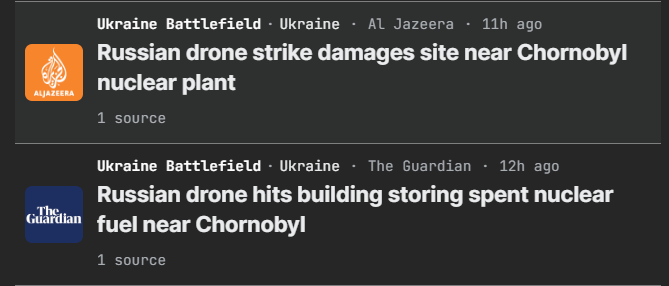 Ukraine Battlefield · Ukraine · Al Jazeera · 11h ago
Russian drone strike damages site near Chornobyl
nuclear plant
ALJAZEERA
1 source
Ukraine Battlefield · Ukraine · The Guardian · 12h ago
Russian drone hits building storing spent nuclear
fuel near Chornobyl
The
Guardian
1 source